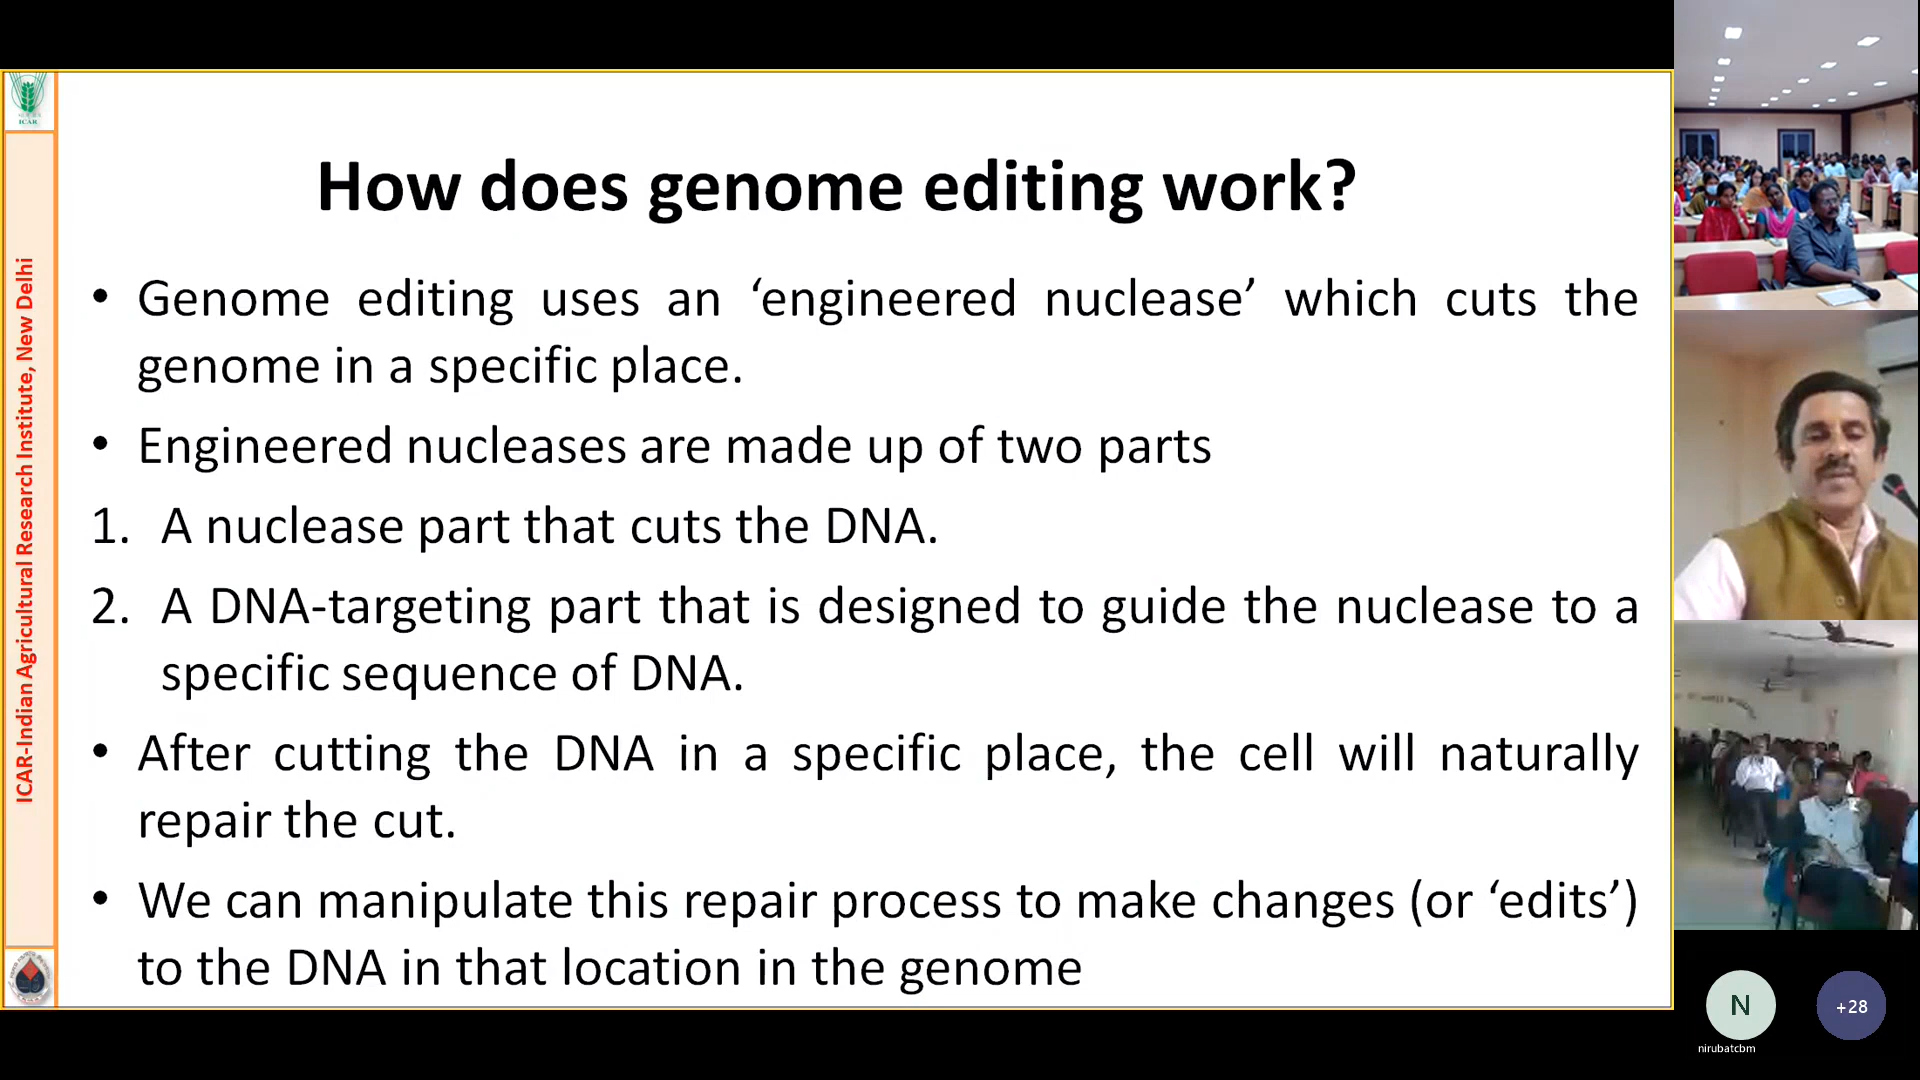 ICAR
ICAR-Indian Agricultural Research Institute, New Delhi
How does genome editing work?
• Genome editing uses an ‘engineered nuclease’ which cuts the
genome in a specific place.
• Engineered nucleases are made up of two parts
1. A nuclease part that cuts the DNA.
2. A DNA-targeting part that is designed to guide the nuclease to a
specific sequence of DNA.
• After cutting the DNA in a specific place, the cell will naturally
repair the cut.
• We can manipulate this repair process to make changes (or ‘edits’)
to the DNA in that location in the genome
N
nirubatcbm
+28